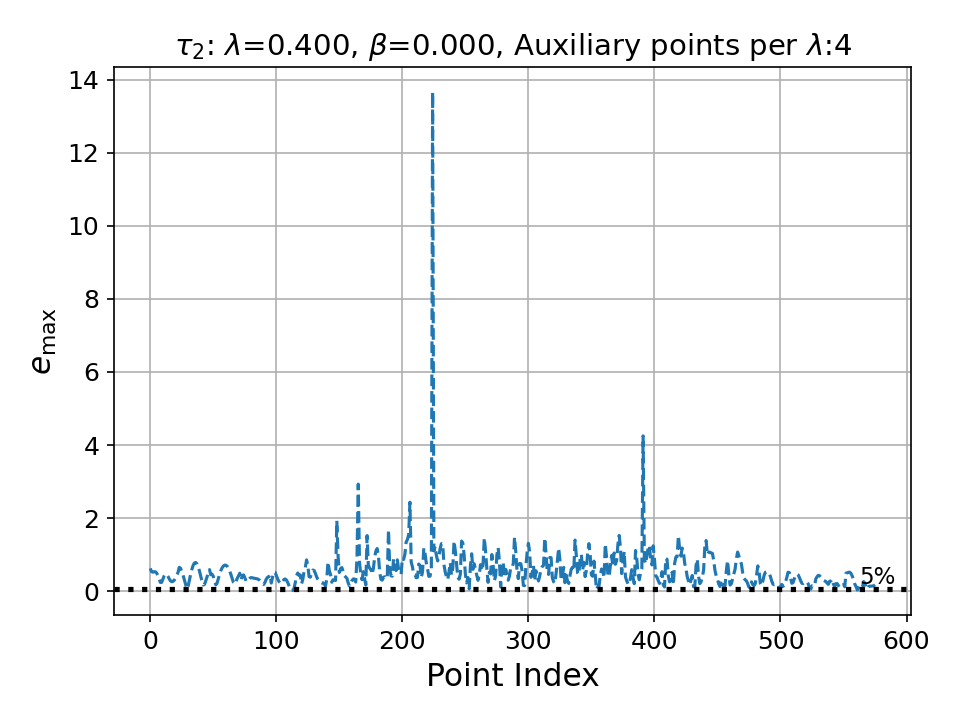 τ₂: λ=0.400, β=0.000, Auxiliary points per λ:4
14
12
10
8
6
4
2
0
e_max
5%
0 100 200 300 400 500 600
Point Index